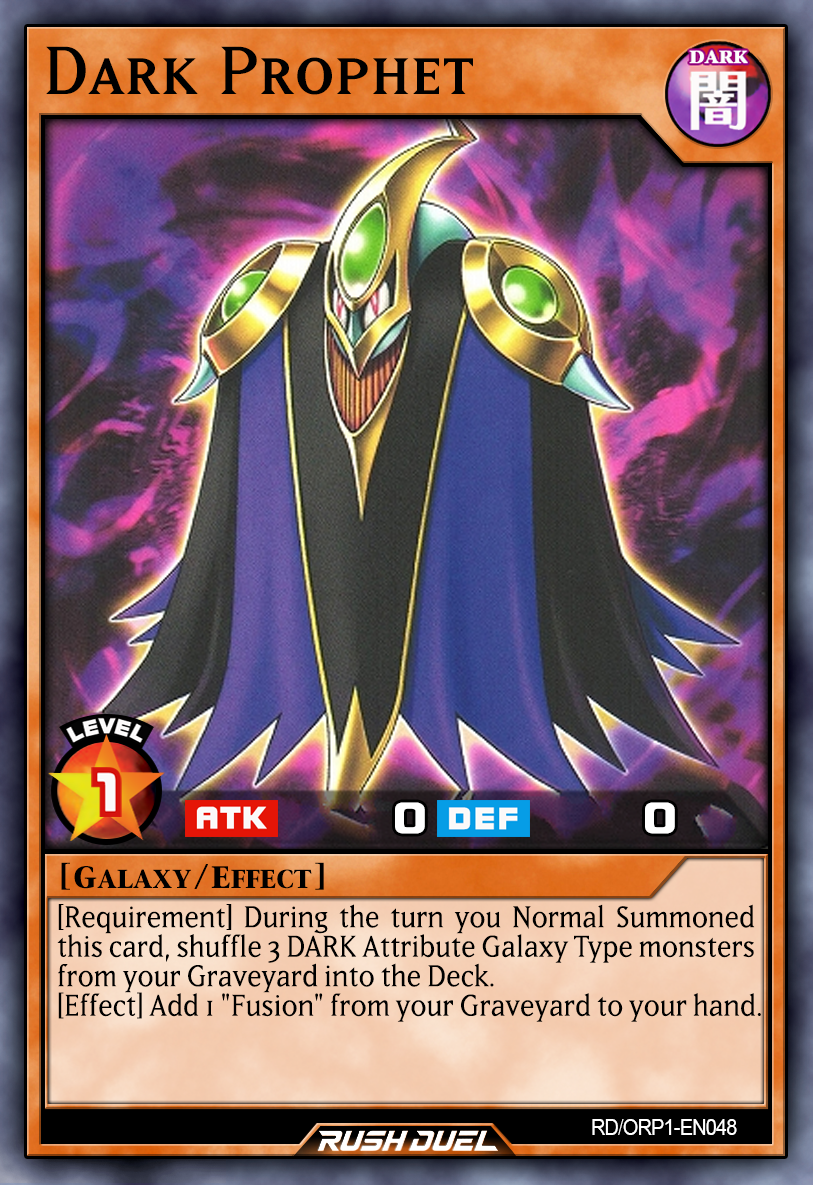 Dark Prophet
DARK
闇
LEVEL
1
ATK 0 DEF 0
[Galaxy/Effect]
[Requirement] During the turn you Normal Summoned
this card, shuffle 3 DARK Attribute Galaxy Type monsters
from your Graveyard into the Deck.
[Effect] Add 1 "Fusion" from your Graveyard to your hand.
RUSH DUEL
RD/ORP1-EN048